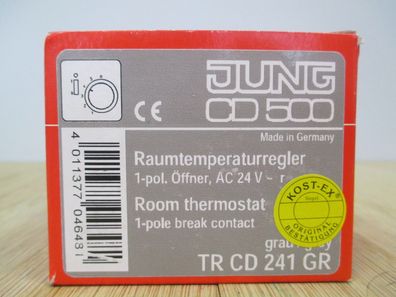 JUNG
CD 500
CE
Made in Germany
Raumtemperaturregler
1-pol. Öffner, AC 24 V ~
Room thermostat
1-pole break contact
TR CD 241 GR
4 011377 046431
KOST-EX®
Siegel
ORIGINAL
BESTÄTIGUNG